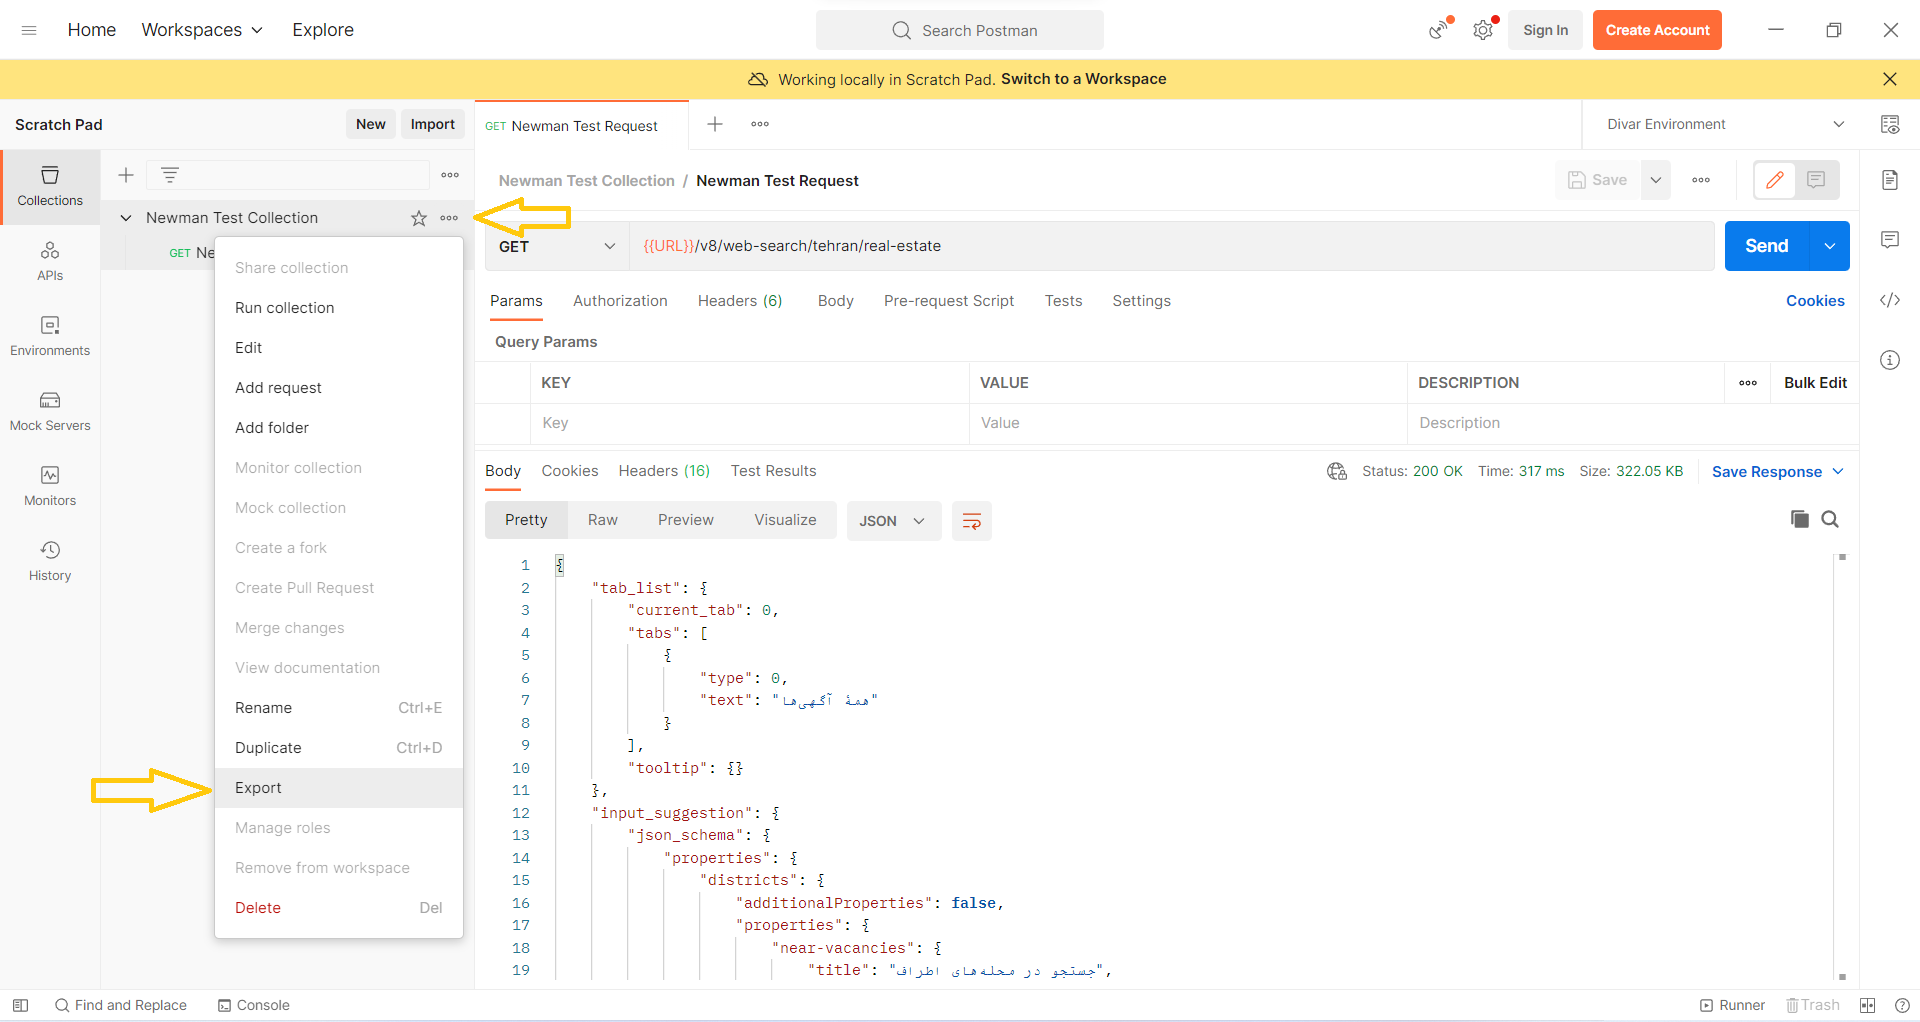 Home Workspaces Explore Search Postman Sign In Create Account
Working locally in Scratch Pad. Switch to a Workspace
Scratch Pad New Import
GET Newman Test Request
Divar Environment
Collections
APIs
Environments
Mock Servers
Monitors
History
Newman Test Collection
GET Ne
Share collection
Run collection
Edit
Add request
Add folder
Monitor collection
Mock collection
Create a fork
Create Pull Request
Merge changes
View documentation
Rename Ctrl+E
Duplicate Ctrl+D
Export
Manage roles
Remove from workspace
Delete Del
Newman Test Collection / Newman Test Request Save
GET {{URL}}/v8/web-search/tehran/real-estate Send
Params Authorization Headers (6) Body Pre-request Script Tests Settings Cookies
Query Params
KEY VALUE DESCRIPTION Bulk Edit
Key Value Description
Body Cookies Headers (16) Test Results Status: 200 OK Time: 317 ms Size: 322.05 KB Save Response
Pretty Raw Preview Visualize JSON
1 {
2 "tab_list": {
3 "current_tab": 0,
4 "tabs": [
5 {
6 "type": 0,
7 "text": "همهٔ آگهی‌ها"
8 }
9 ],
10 "tooltip": {}
11 },
12 "input_suggestion": {
13 "json_schema": {
14 "properties": {
15 "districts": {
16 "additionalProperties": false,
17 "properties": {
18 "near-vacancies": {
19 "title": "جستجو در محله‌های اطراف",
Find and Replace Console Runner Trash